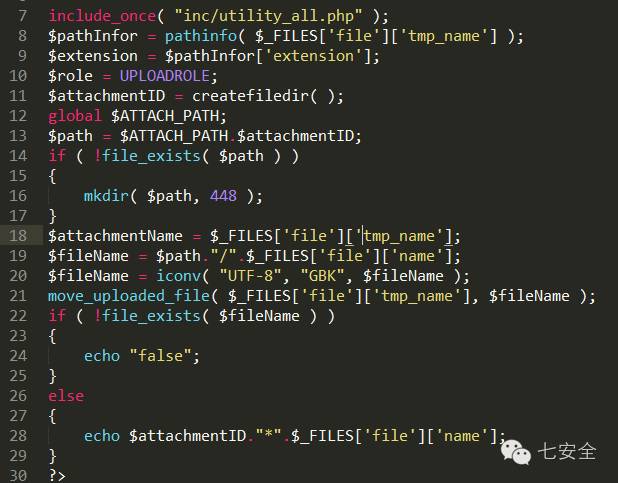 7 include_once( "inc/utility_all.php" );
8 $pathInfor = pathinfo( $_FILES['file']['tmp_name'] );
9 $extension = $pathInfor['extension'];
10 $role = UPLOADROLE;
11 $attachmentID = createfiledir( );
12 global $ATTACH_PATH;
13 $path = $ATTACH_PATH.$attachmentID;
14 if ( !file_exists( $path ) )
15 {
16     mkdir( $path, 448 );
17 }
18 $attachmentName = $_FILES['file']['tmp_name'];
19 $fileName = $path."/".$_FILES['file']['name'];
20 $fileName = iconv( "UTF-8", "GBK", $fileName );
21 move_uploaded_file( $_FILES['file']['tmp_name'], $fileName );
22 if ( !file_exists( $fileName ) )
23 {
24     echo "false";
25 }
26 else
27 {
28     echo $attachmentID."*".$_FILES['file']['name'];
29 }
30 ?>
七安全